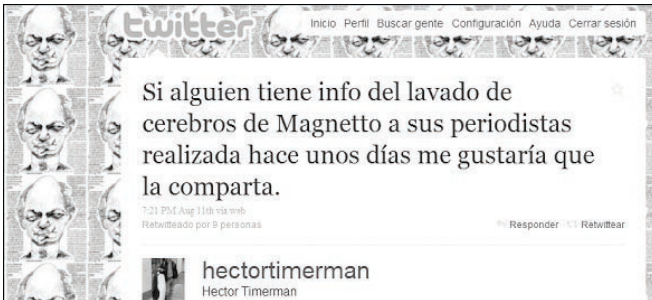 twitter
Inicio Perfil Buscar gente Configuración Ayuda Cerrar sesión
Si alguien tiene info del lavado de
cerebros de Magnetto a sus periodistas
realizada hace unos días me gustaría que
la comparta.
7:21 PM Aug 11th via web
Retwitteado por 9 personas
Responder Retwittear
hectortimerman
Hector Timerman